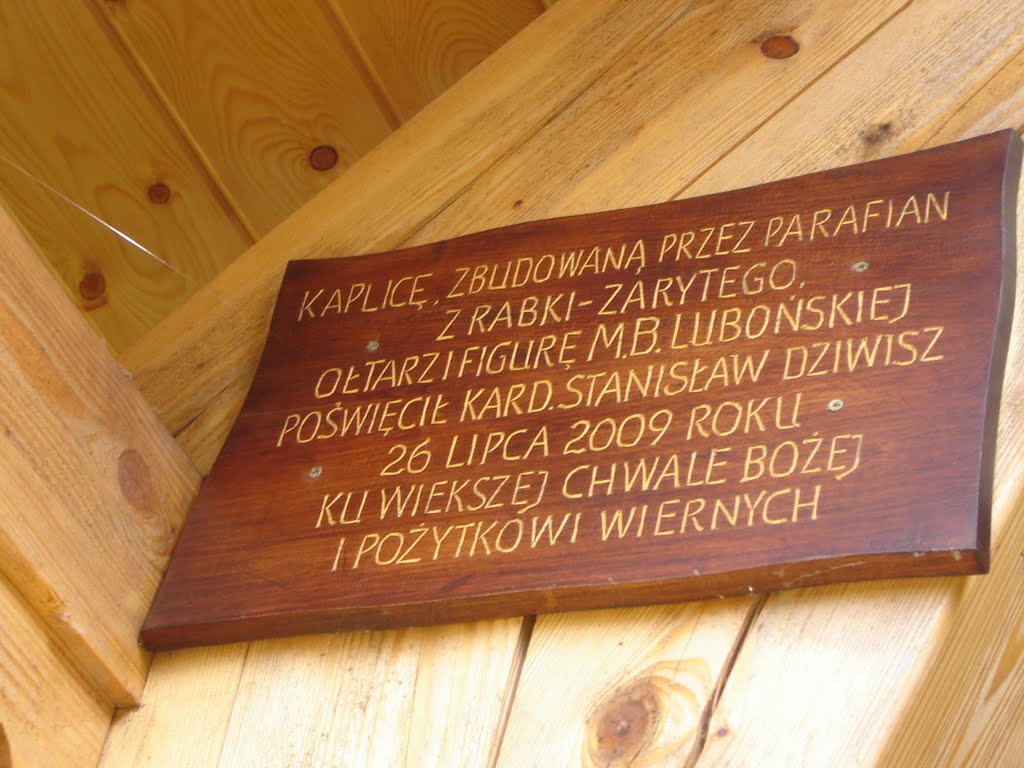 KAPLICĘ, ZBUDOWANĄ PRZEZ PARAFIAN
Z RABKI-ZARYTEGO,
OŁTARZ I FIGURĘ M.B. LUBOŃSKIEJ
POŚWIĘCIŁ KARD. STANISŁAW DZIWISZ
26 LIPCA 2009 ROKU
KU WIEKSZEJ CHWALE BOŻEJ
I POŻYTKOWI WIERNYCH